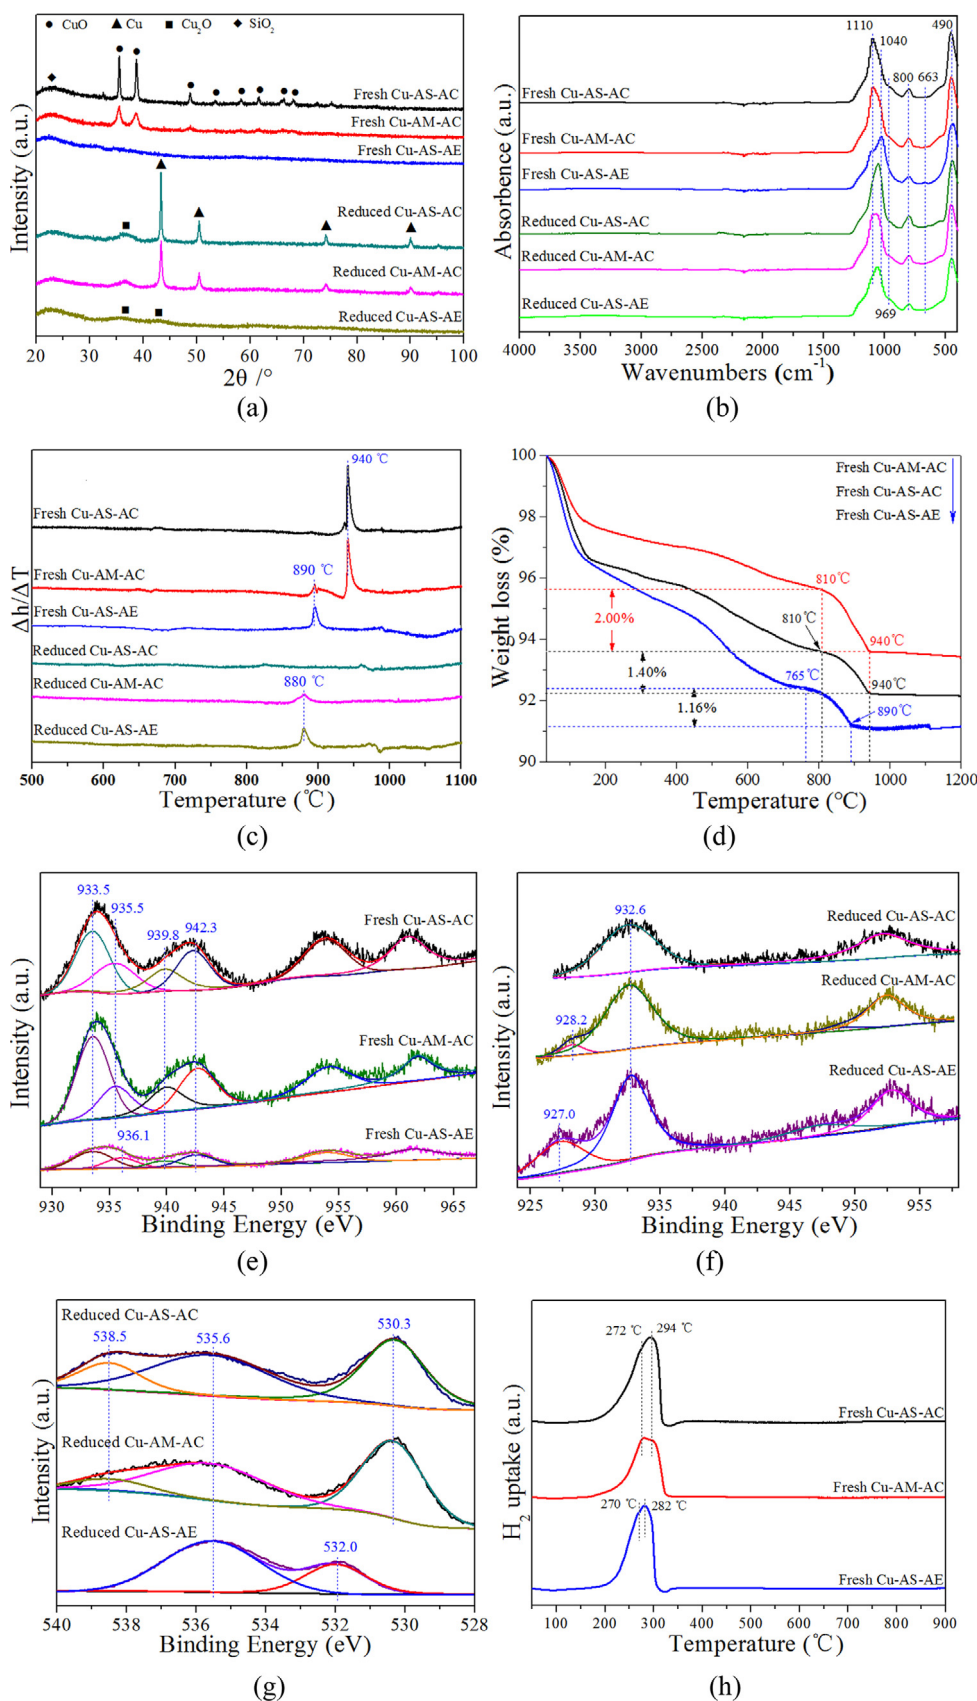 ● CuO ▲ Cu ■ Cu₂O ◆ SiO₂
Fresh Cu-AS-AC
Fresh Cu-AM-AC
Fresh Cu-AS-AE
Reduced Cu-AS-AC
Reduced Cu-AM-AC
Reduced Cu-AS-AE
Intensity (a.u.)
20 30 40 50 60 70 80 90 100
2θ /°
(a)
1110
1040
490
800 663
Fresh Cu-AS-AC
Fresh Cu-AM-AC
Fresh Cu-AS-AE
Reduced Cu-AS-AC
Reduced Cu-AM-AC
Reduced Cu-AS-AE
969
Absorbence (a.u.)
4000 3500 3000 2500 2000 1500 1000 500
Wavenumbers (cm⁻¹)
(b)
940 ℃
Fresh Cu-AS-AC
Fresh Cu-AM-AC
890 ℃
Fresh Cu-AS-AE
Reduced Cu-AS-AC
Reduced Cu-AM-AC
880 ℃
Reduced Cu-AS-AE
Δh/ΔT
500 600 700 800 900 1000 1100
Temperature (℃)
(c)
100
98
96
94
92
90
Weight loss (%)
Fresh Cu-AM-AC
Fresh Cu-AS-AC
Fresh Cu-AS-AE
810℃
2.00%
810℃
940℃
1.40%
765℃
940℃
1.16%
890℃
200 400 600 800 1000 1200
Temperature (℃)
(d)
933.5
935.5
939.8
942.3
Fresh Cu-AS-AC
Fresh Cu-AM-AC
936.1
Fresh Cu-AS-AE
Intensity (a.u.)
930 935 940 945 950 955 960 965
Binding Energy (eV)
(e)
932.6
Reduced Cu-AS-AC
Reduced Cu-AM-AC
928.2
Reduced Cu-AS-AE
927.0
Intensity (a.u.)
925 930 935 940 945 950 955
Binding Energy (eV)
(f)
Reduced Cu-AS-AC
538.5
535.6
530.3
Reduced Cu-AM-AC
Reduced Cu-AS-AE
532.0
Intensity (a.u.)
540 538 536 534 532 530 528
Binding Energy (eV)
(g)
272 ℃
294 ℃
Fresh Cu-AS-AC
Fresh Cu-AM-AC
270 ℃
282 ℃
Fresh Cu-AS-AE
H₂ uptake (a.u.)
100 200 300 400 500 600 700 800 900
Temperature (℃)
(h)